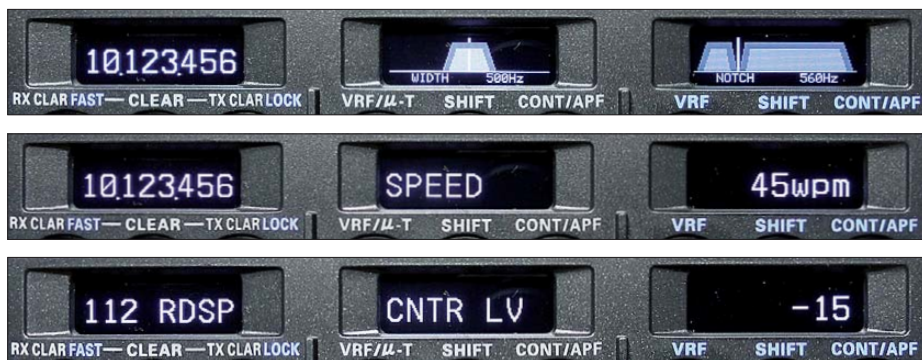 10.123.456
WIDTH 500Hz
NOTCH 560Hz
RX CLAR FAST — CLEAR — TX CLAR LOCK
VRF/μ-T SHIFT CONT/APF
VRF SHIFT CONT/APF
10.123.456
SPEED
45wpm
RX CLAR FAST — CLEAR — TX CLAR LOCK
VRF/μ-T SHIFT CONT/APF
VRF SHIFT CONT/APF
112 RDSP
CNTR LV
-15
RX CLAR FAST — CLEAR — TX CLAR LOCK
VRF/μ-T SHIFT CONT/APF
VRF SHIFT CONT/APF